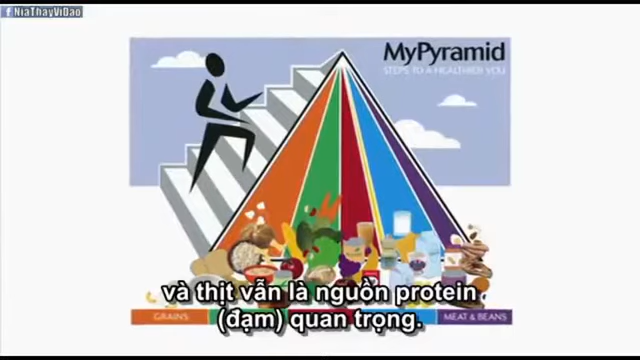 f NiaThayViDao
MyPyramid
STEPS TO A HEALTHIER YOU
và thịt vẫn là nguồn protein
(đạm) quan trọng.
GRAINS
MEAT & BEANS